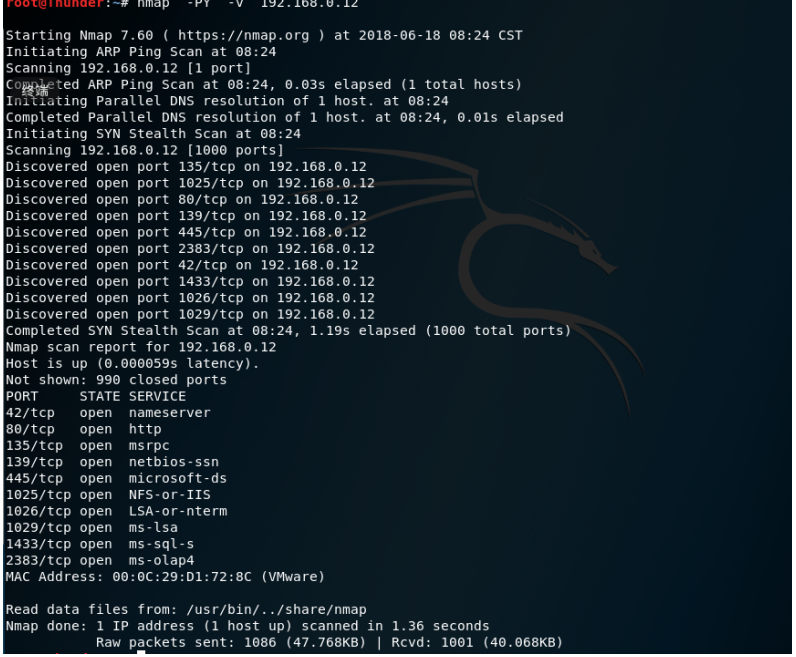 root@Thunder:~# nmap  -PY  -v  192.168.0.12
Starting Nmap 7.60 ( https://nmap.org ) at 2018-06-18 08:24 CST
Initiating ARP Ping Scan at 08:24
Scanning 192.168.0.12 [1 port]
Completed ARP Ping Scan at 08:24, 0.03s elapsed (1 total hosts)
终端
Initiating Parallel DNS resolution of 1 host. at 08:24
Completed Parallel DNS resolution of 1 host. at 08:24, 0.01s elapsed
Initiating SYN Stealth Scan at 08:24
Scanning 192.168.0.12 [1000 ports]
Discovered open port 135/tcp on 192.168.0.12
Discovered open port 1025/tcp on 192.168.0.12
Discovered open port 80/tcp on 192.168.0.12
Discovered open port 139/tcp on 192.168.0.12
Discovered open port 445/tcp on 192.168.0.12
Discovered open port 2383/tcp on 192.168.0.12
Discovered open port 42/tcp on 192.168.0.12
Discovered open port 1433/tcp on 192.168.0.12
Discovered open port 1026/tcp on 192.168.0.12
Discovered open port 1029/tcp on 192.168.0.12
Completed SYN Stealth Scan at 08:24, 1.19s elapsed (1000 total ports)
Nmap scan report for 192.168.0.12
Host is up (0.000059s latency).
Not shown: 990 closed ports
PORT     STATE SERVICE
42/tcp   open  nameserver
80/tcp   open  http
135/tcp  open  msrpc
139/tcp  open  netbios-ssn
445/tcp  open  microsoft-ds
1025/tcp open  NFS-or-IIS
1026/tcp open  LSA-or-nterm
1029/tcp open  ms-lsa
1433/tcp open  ms-sql-s
2383/tcp open  ms-olap4
MAC Address: 00:0C:29:D1:72:8C (VMware)
Read data files from: /usr/bin/../share/nmap
Nmap done: 1 IP address (1 host up) scanned in 1.36 seconds
           Raw packets sent: 1086 (47.768KB) | Rcvd: 1001 (40.068KB)